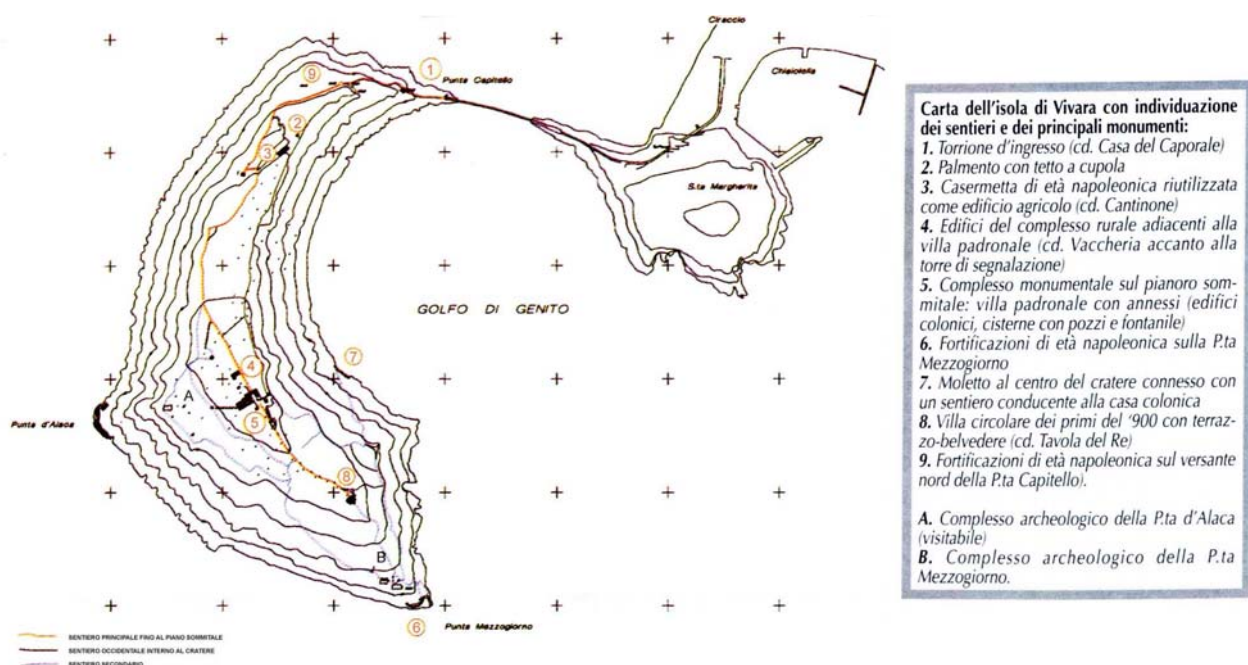 Ciraccio
Chiaiolella
1
Punta Capitello
9
2
3
S.ta Margherita
GOLFO DI GENITO
7
4
A
5
Punta d'Alaca
8
B
6
Punta Mezzogiorno
SENTIERO PRINCIPALE FINO AL PIANO SOMMITALE
SENTIERO OCCIDENTALE INTERNO AL CRATERE
SENTIERO SECONDARIO
Carta dell'isola di Vivara con individuazione
dei sentieri e dei principali monumenti:
1. Torrione d'ingresso (cd. Casa del Caporale)
2. Palmento con tetto a cupola
3. Casermetta di età napoleonica riutilizzata
come edificio agricolo (cd. Cantinone)
4. Edifici del complesso rurale adiacenti alla
villa padronale (cd. Vaccheria accanto alla
torre di segnalazione)
5. Complesso monumentale sul pianoro som-
mitale: villa padronale con annessi (edifici
colonici, cisterne con pozzi e fontanile)
6. Fortificazioni di età napoleonica sulla P.ta
Mezzogiorno
7. Moletto al centro del cratere connesso con
un sentiero conducente alla casa colonica
8. Villa circolare dei primi del '900 con terraz-
zo-belvedere (cd. Tavola del Re)
9. Fortificazioni di età napoleonica sul versante
nord della P.ta Capitello).
A. Complesso archeologico della P.ta d'Alaca
(visitabile)
B. Complesso archeologico della P.ta
Mezzogiorno.